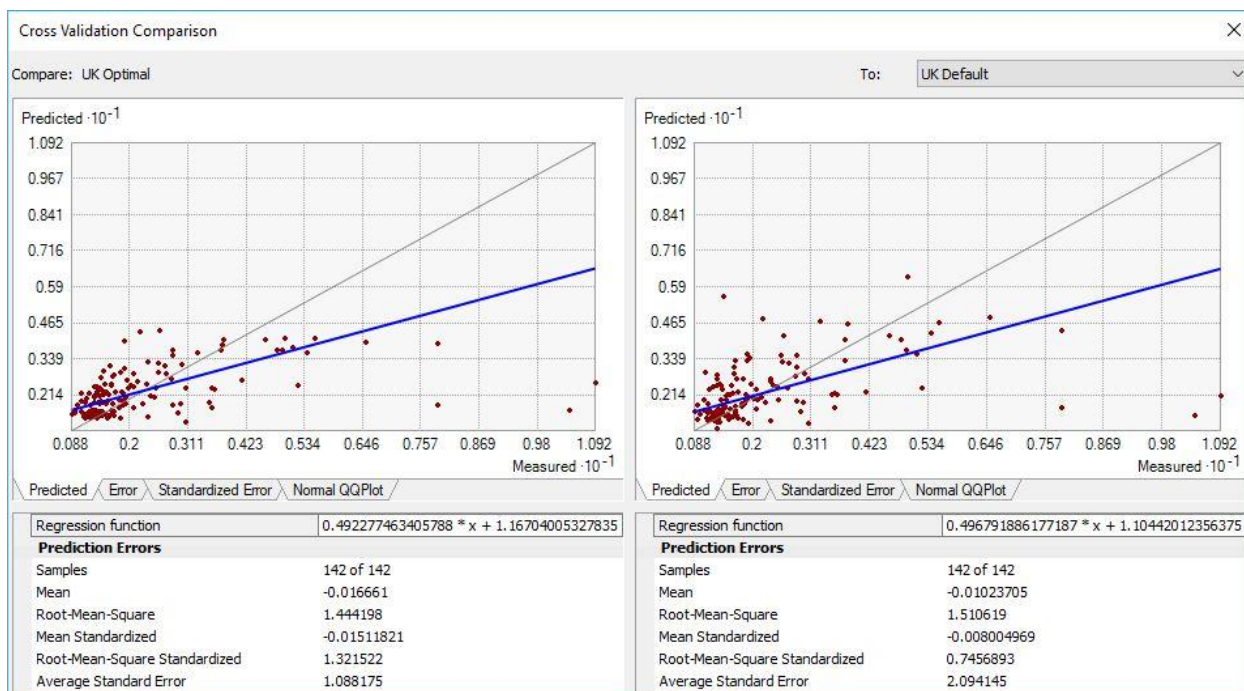 Cross Validation Comparison
Compare: UK Optimal To: UK Default
Predicted ·10⁻¹
1.092
0.967
0.841
0.716
0.59
0.465
0.339
0.214
0.088 0.2 0.311 0.423 0.534 0.646 0.757 0.869 0.98 1.092
Measured ·10⁻¹
Predicted Error Standardized Error Normal QQPlot
Regression function 0.492277463405788 * x + 1.16704005327835
Prediction Errors
Samples 142 of 142
Mean -0.016661
Root-Mean-Square 1.444198
Mean Standardized -0.01511821
Root-Mean-Square Standardized 1.321522
Average Standard Error 1.088175
Predicted ·10⁻¹
1.092
0.967
0.841
0.716
0.59
0.465
0.339
0.214
0.088 0.2 0.311 0.423 0.534 0.646 0.757 0.869 0.98 1.092
Measured ·10⁻¹
Predicted Error Standardized Error Normal QQPlot
Regression function 0.496791886177187 * x + 1.10442012356375
Prediction Errors
Samples 142 of 142
Mean -0.01023705
Root-Mean-Square 1.510619
Mean Standardized -0.008004969
Root-Mean-Square Standardized 0.7456893
Average Standard Error 2.094145